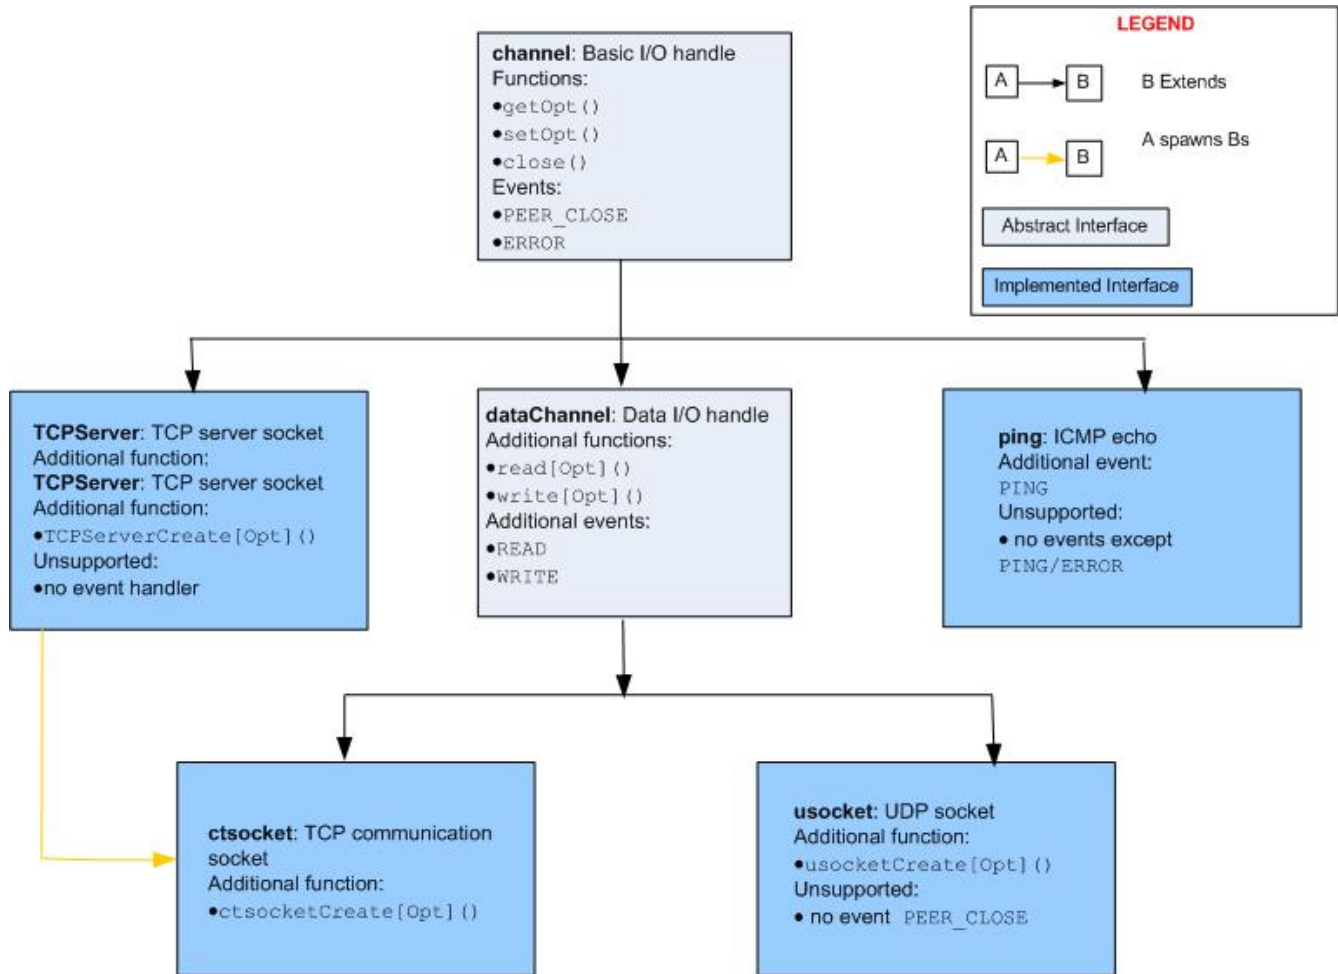 channel: Basic I/O handle
Functions:
•getOpt()
•setOpt()
•close()
Events:
•PEER_CLOSE
•ERROR
LEGEND
A B B Extends
A B A spawns Bs
Abstract Interface
Implemented Interface
TCPServer: TCP server socket
Additional function:
TCPServer: TCP server socket
Additional function:
•TCPServerCreate[Opt]()
Unsupported:
•no event handler
dataChannel: Data I/O handle
Additional functions:
•read[Opt]()
•write[Opt]()
Additional events:
•READ
•WRITE
ping: ICMP echo
Additional event:
PING
Unsupported:
• no events except
PING/ERROR
ctsocket: TCP communication
socket
Additional function:
•ctsocketCreate[Opt]()
usocket: UDP socket
Additional function:
•usocketCreate[Opt]()
Unsupported:
• no event PEER_CLOSE